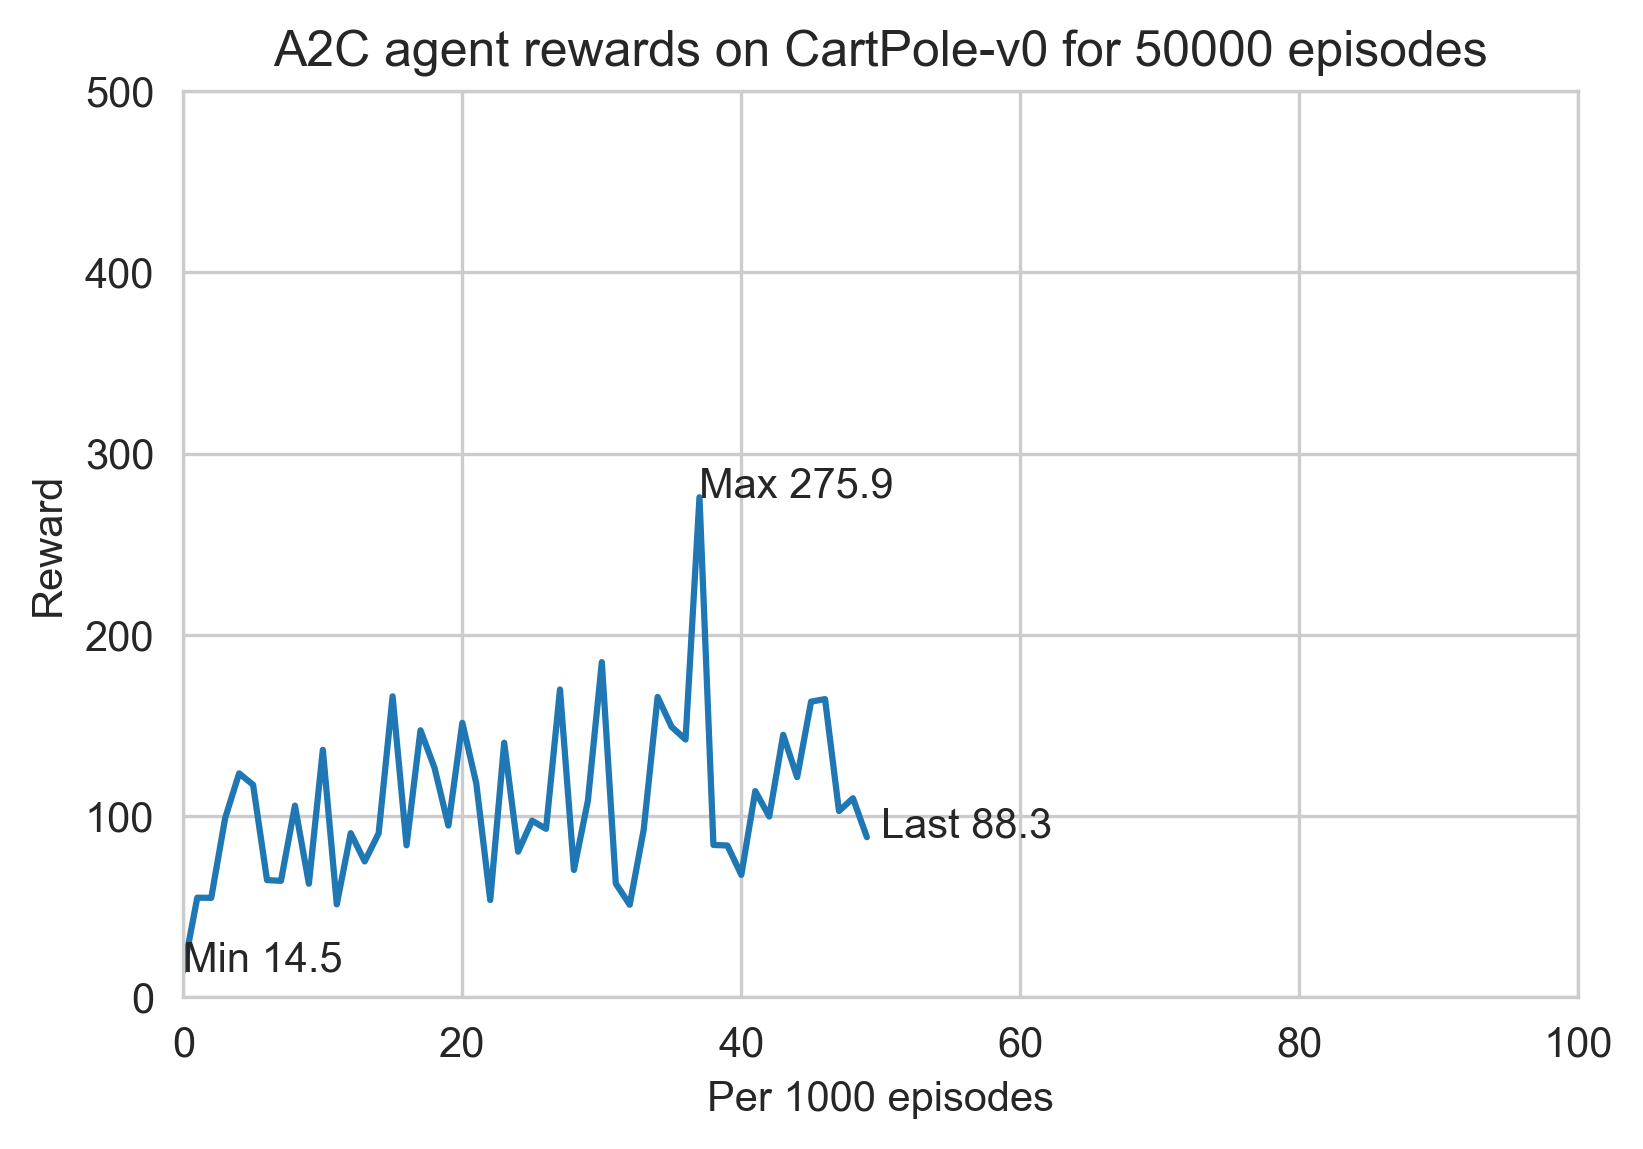 A2C agent rewards on CartPole-v0 for 50000 episodes
500
400
300
200
100
0
Reward
Max 275.9
Last 88.3
Min 14.5
0 20 40 60 80 100
Per 1000 episodes